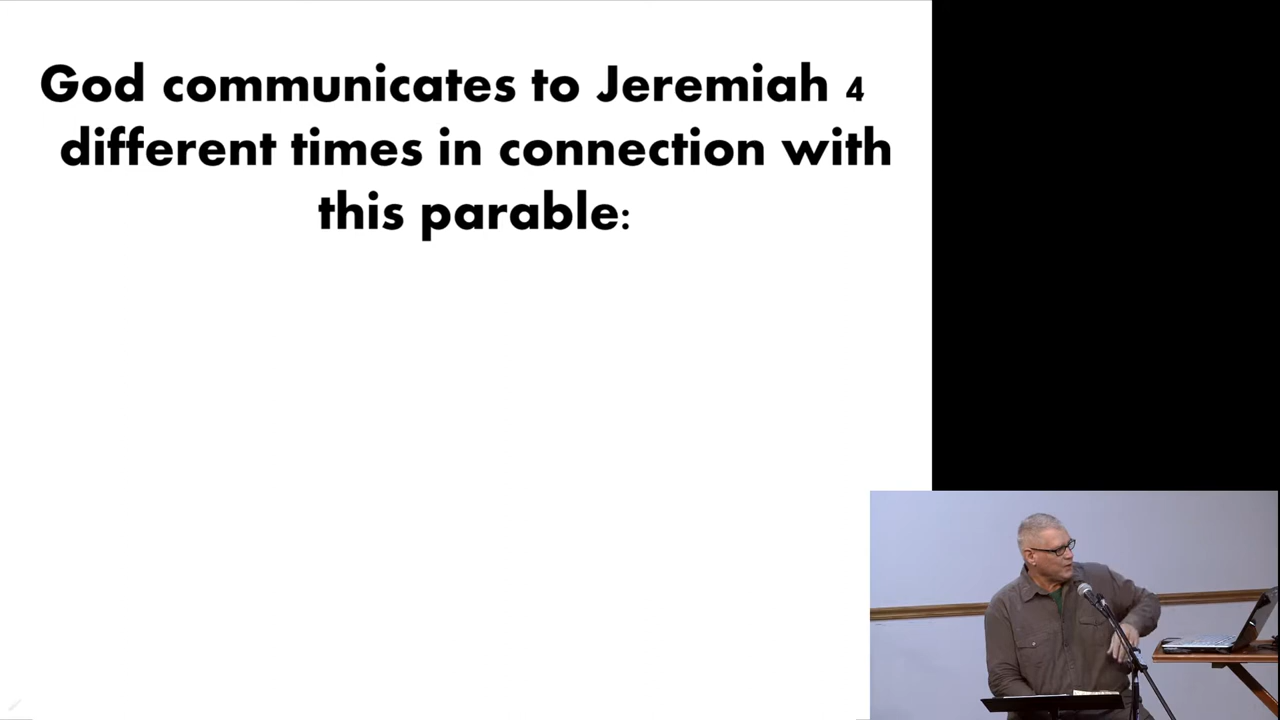 God communicates to Jeremiah 4
different times in connection with
this parable: